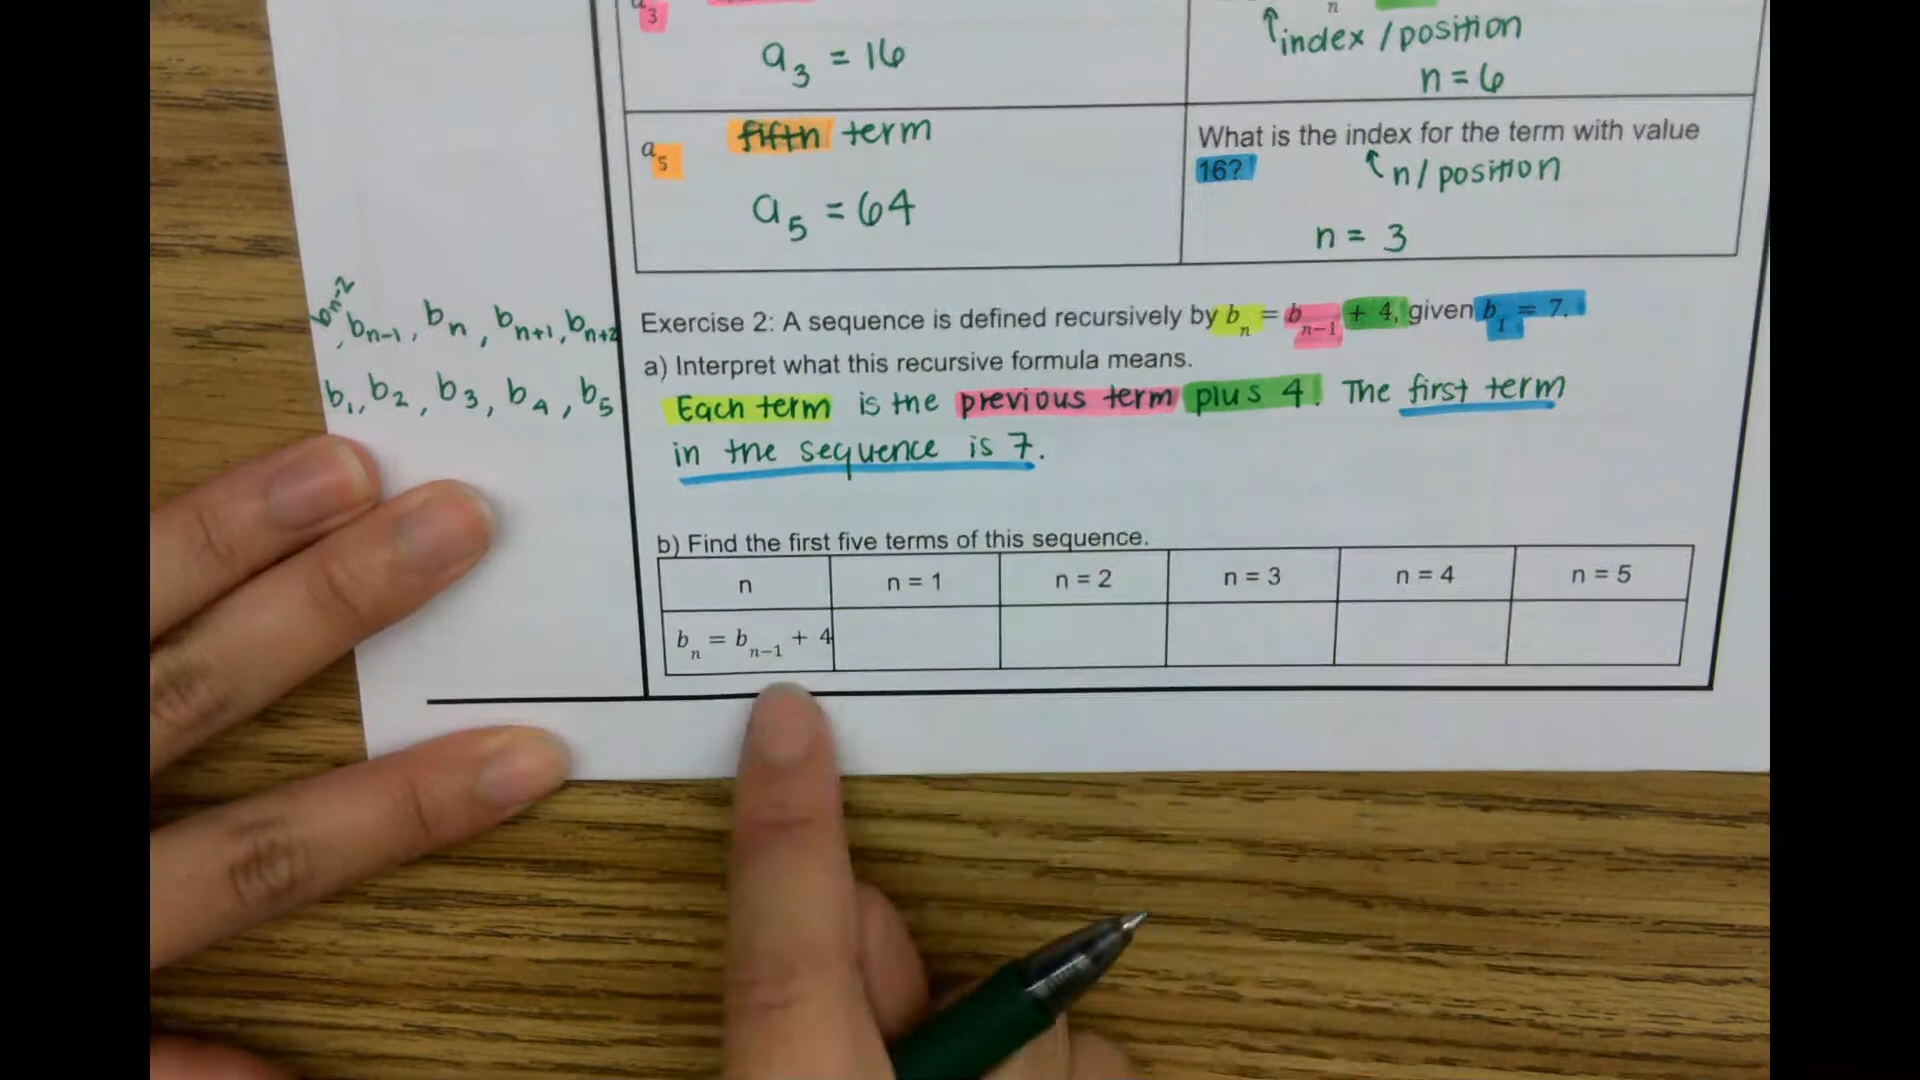 a₃
a₃ = 16
n
↑index / position
n = 6
a₅ fifth term
a₅ = 64
What is the index for the term with value
16? ↑n / position
n = 3
bₙ₋₂, bₙ₋₁, bₙ, bₙ₊₁, bₙ₊₂
b₁, b₂, b₃, b₄, b₅
Exercise 2: A sequence is defined recursively by bₙ = bₙ₋₁ + 4, given b₁ = 7.
a) Interpret what this recursive formula means.
Each term is the previous term plus 4. The first term
in the sequence is 7.
b) Find the first five terms of this sequence.
n n = 1 n = 2 n = 3 n = 4 n = 5
bₙ = bₙ₋₁ + 4